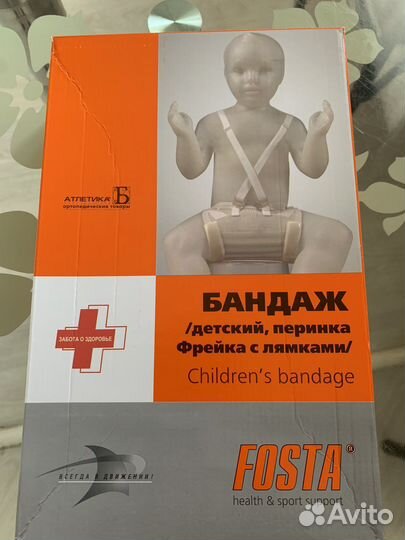 АТЛЕТИКА
ортопедические товары
БАНДАЖ
/детский, перинка
Фрейка с лямками/
Children's bandage
ЗАБОТА О ЗДОРОВЬЕ
ВСЕГДА В ДВИЖЕНИИ!
FOSTA®
health & sport support
Avito